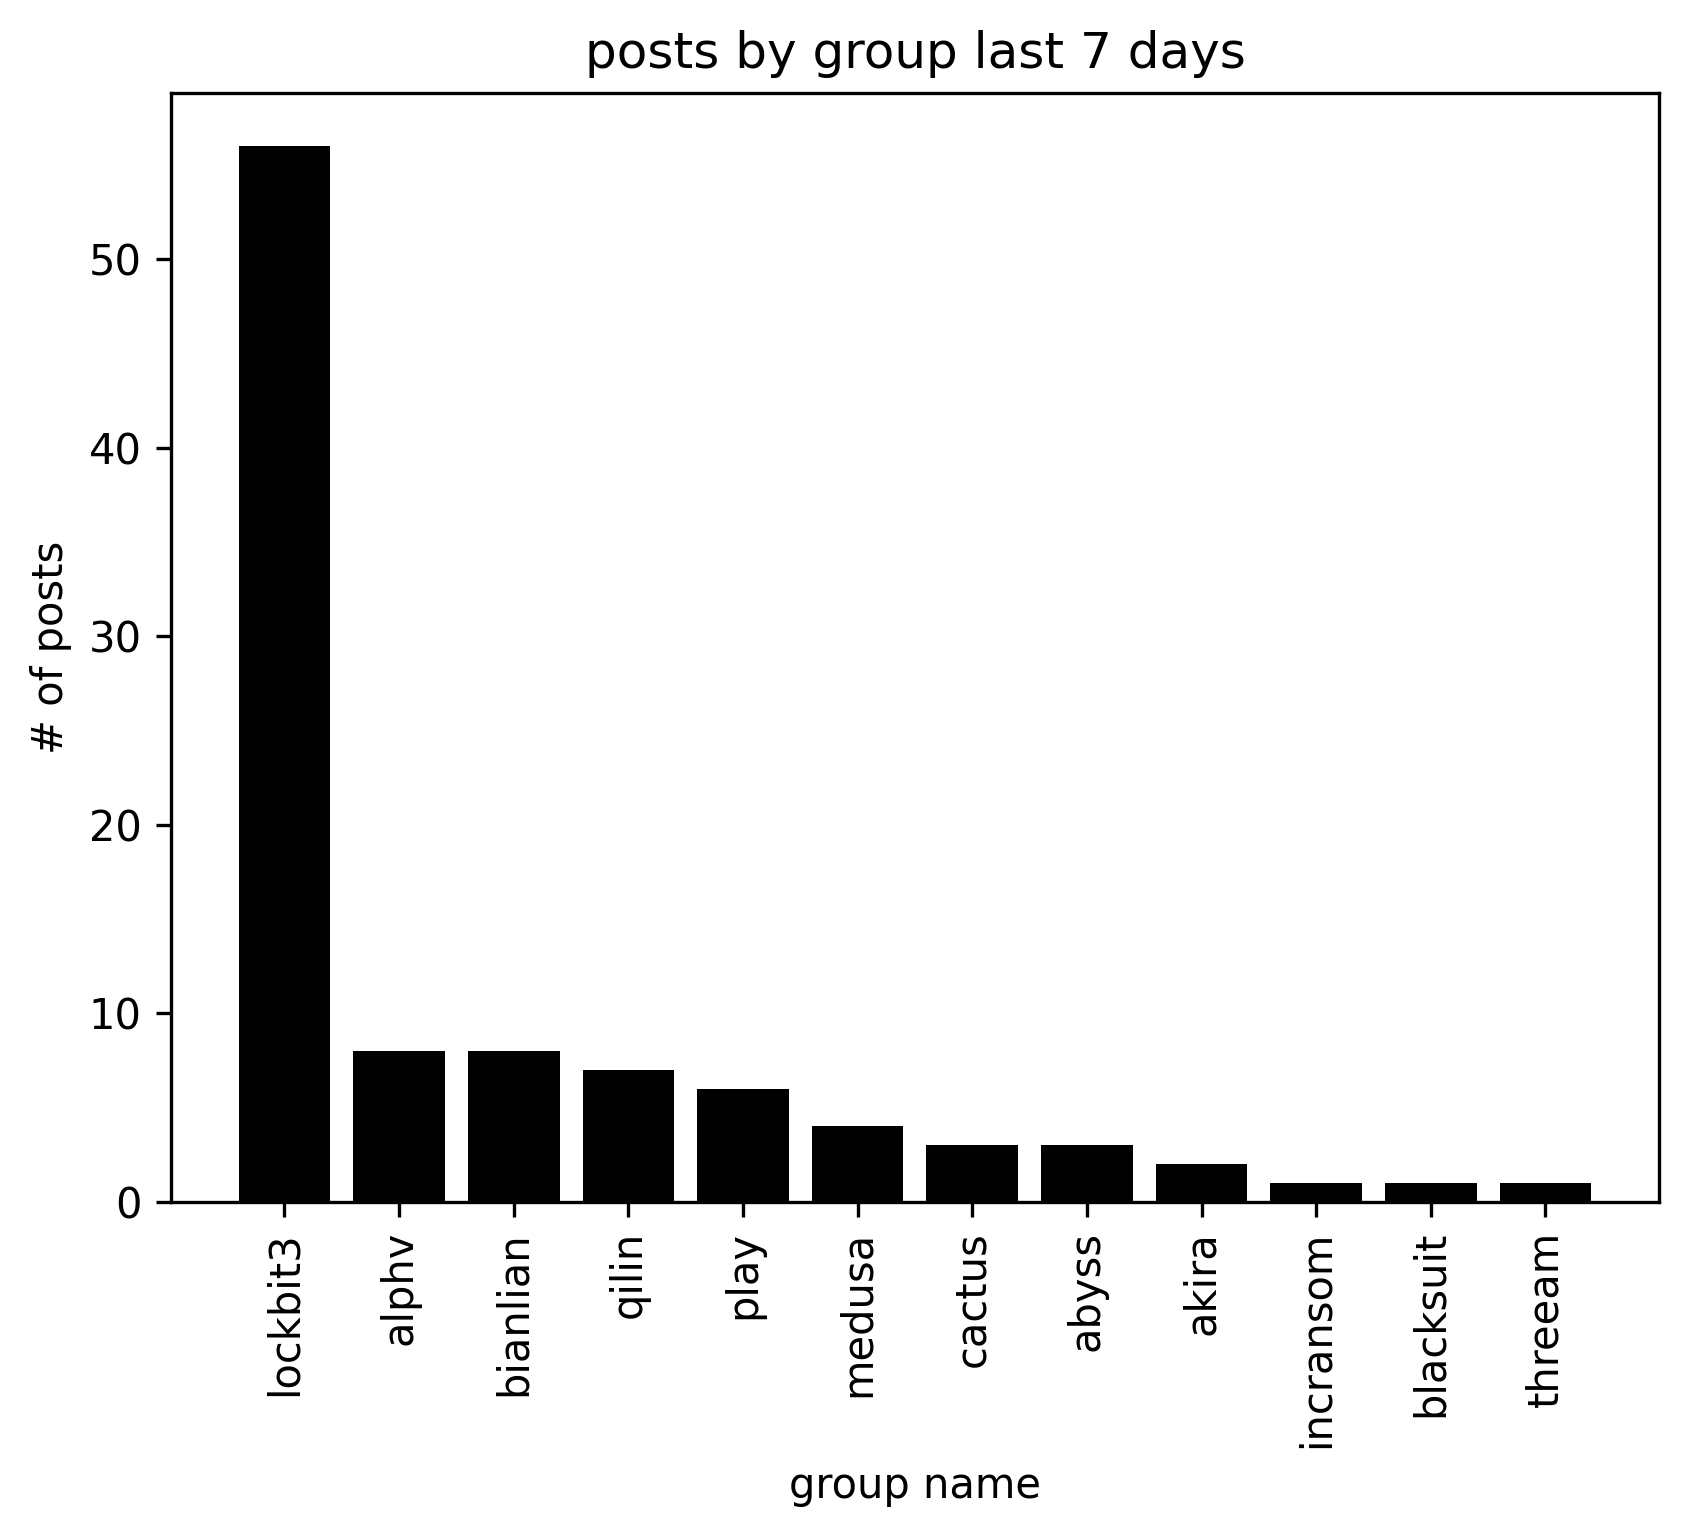 posts by group last 7 days
# of posts
50
40
30
20
10
0
lockbit3
alphv
bianlian
qilin
play
medusa
cactus
abyss
akira
incransom
blacksuit
threeam
group name